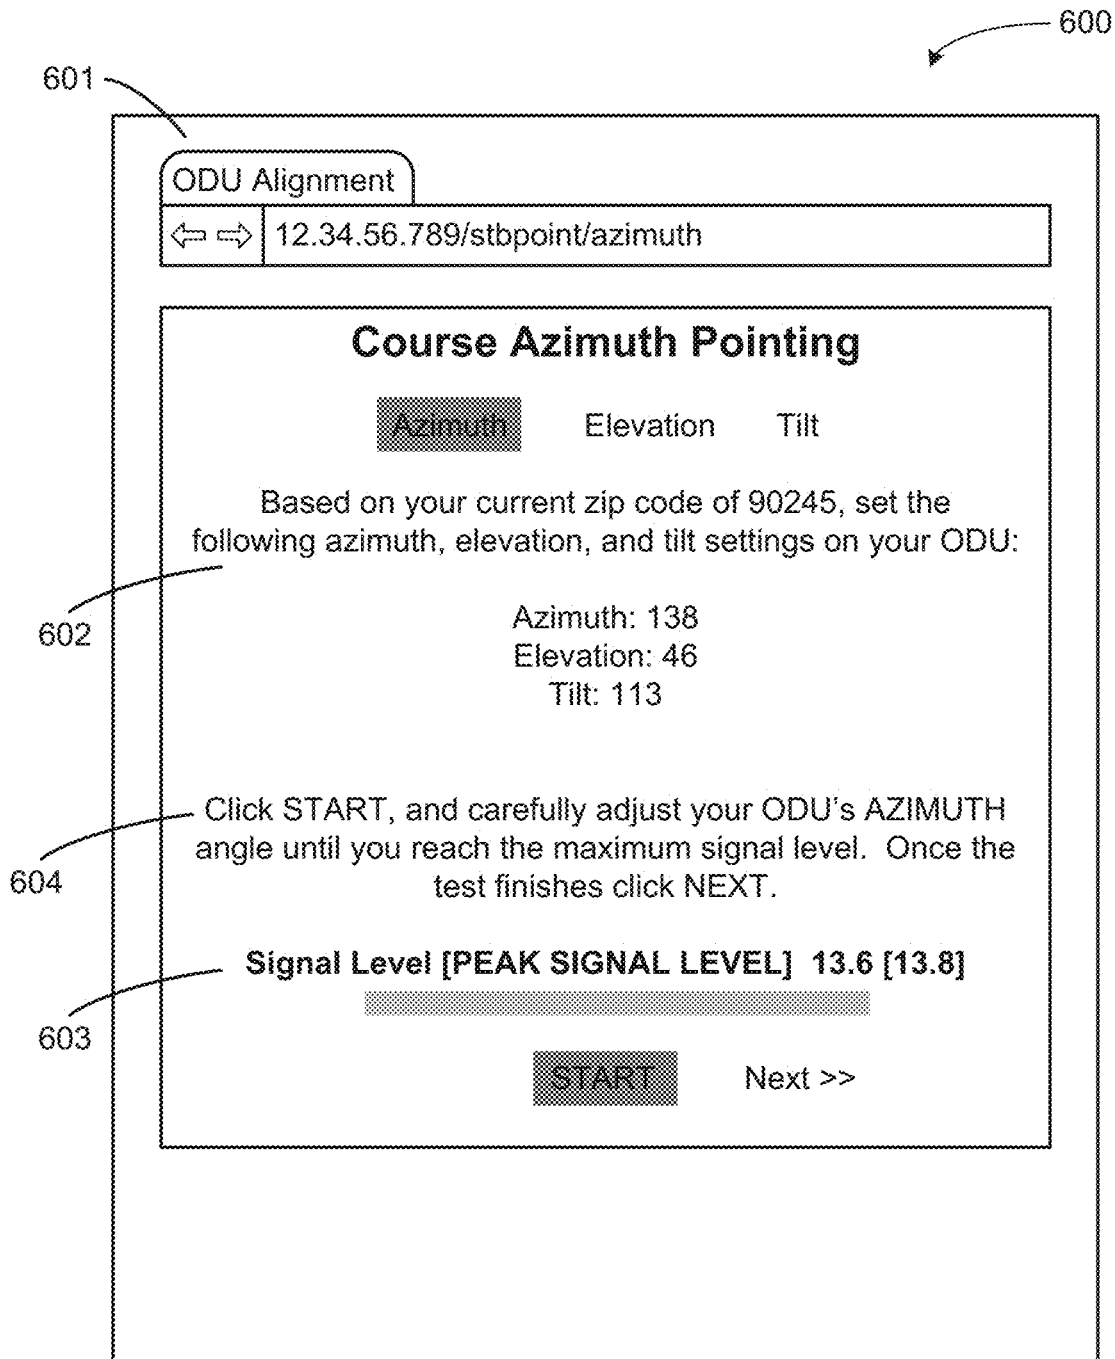 600
601
ODU Alignment
12.34.56.789/stbpoint/azimuth
Course Azimuth Pointing
Azimuth Elevation Tilt
Based on your current zip code of 90245, set the
following azimuth, elevation, and tilt settings on your ODU:
602
Azimuth: 138
Elevation: 46
Tilt: 113
Click START, and carefully adjust your ODU's AZIMUTH
angle until you reach the maximum signal level. Once the
test finishes click NEXT.
604
Signal Level [PEAK SIGNAL LEVEL] 13.6 [13.8]
603
START Next >>